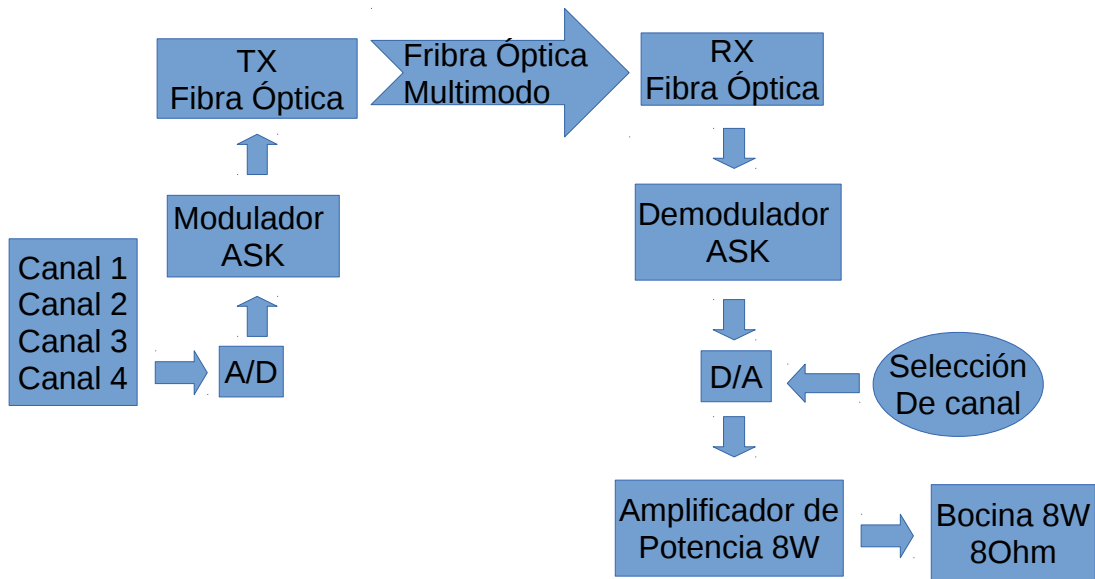 TX
Fibra Óptica
Fribra Óptica
Multimodo
RX
Fibra Óptica
Modulador
ASK
Demodulador
ASK
Canal 1
Canal 2
Canal 3
Canal 4
A/D
D/A
Selección
De canal
Amplificador de
Potencia 8W
Bocina 8W
8Ohm